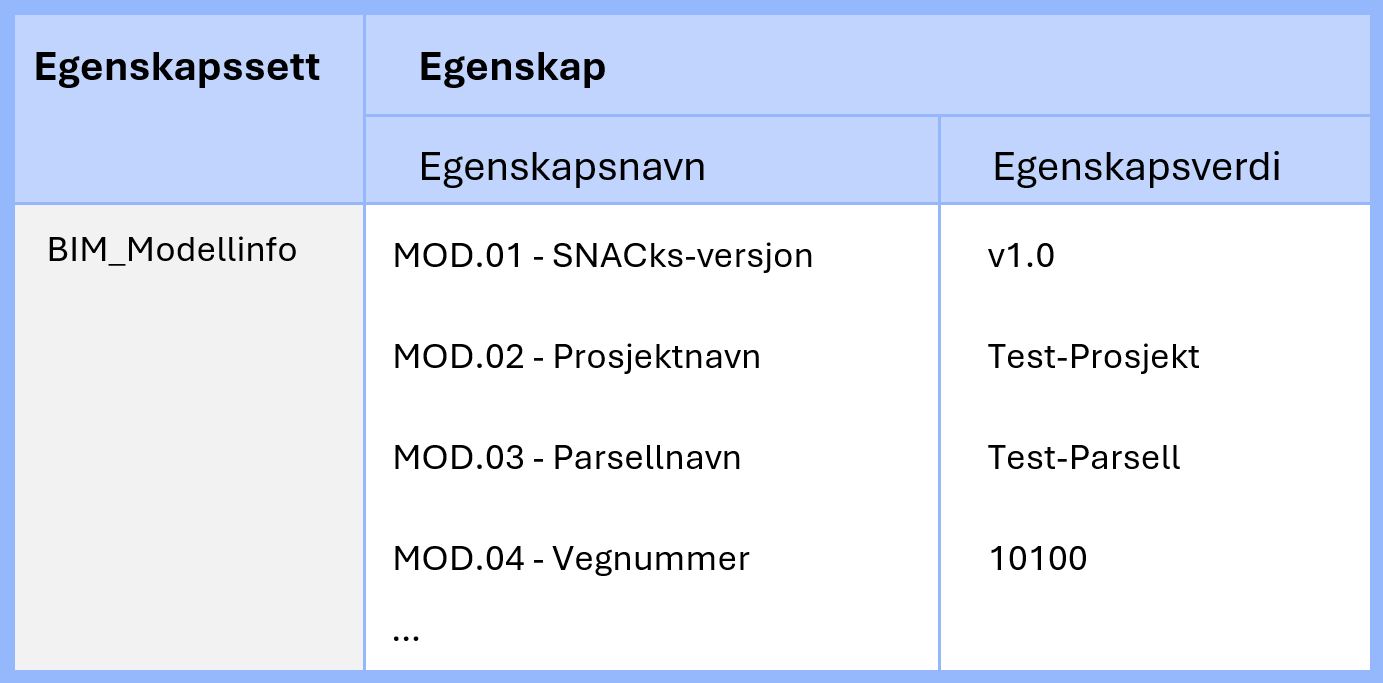 Egenskapssett
Egenskap
Egenskapsnavn
Egenskapsverdi
BIM_Modellinfo
MOD.01 - SNACks-versjon
v1.0
MOD.02 - Prosjektnavn
Test-Prosjekt
MOD.03 - Parsellnavn
Test-Parsell
MOD.04 - Vegnummer
10100
...